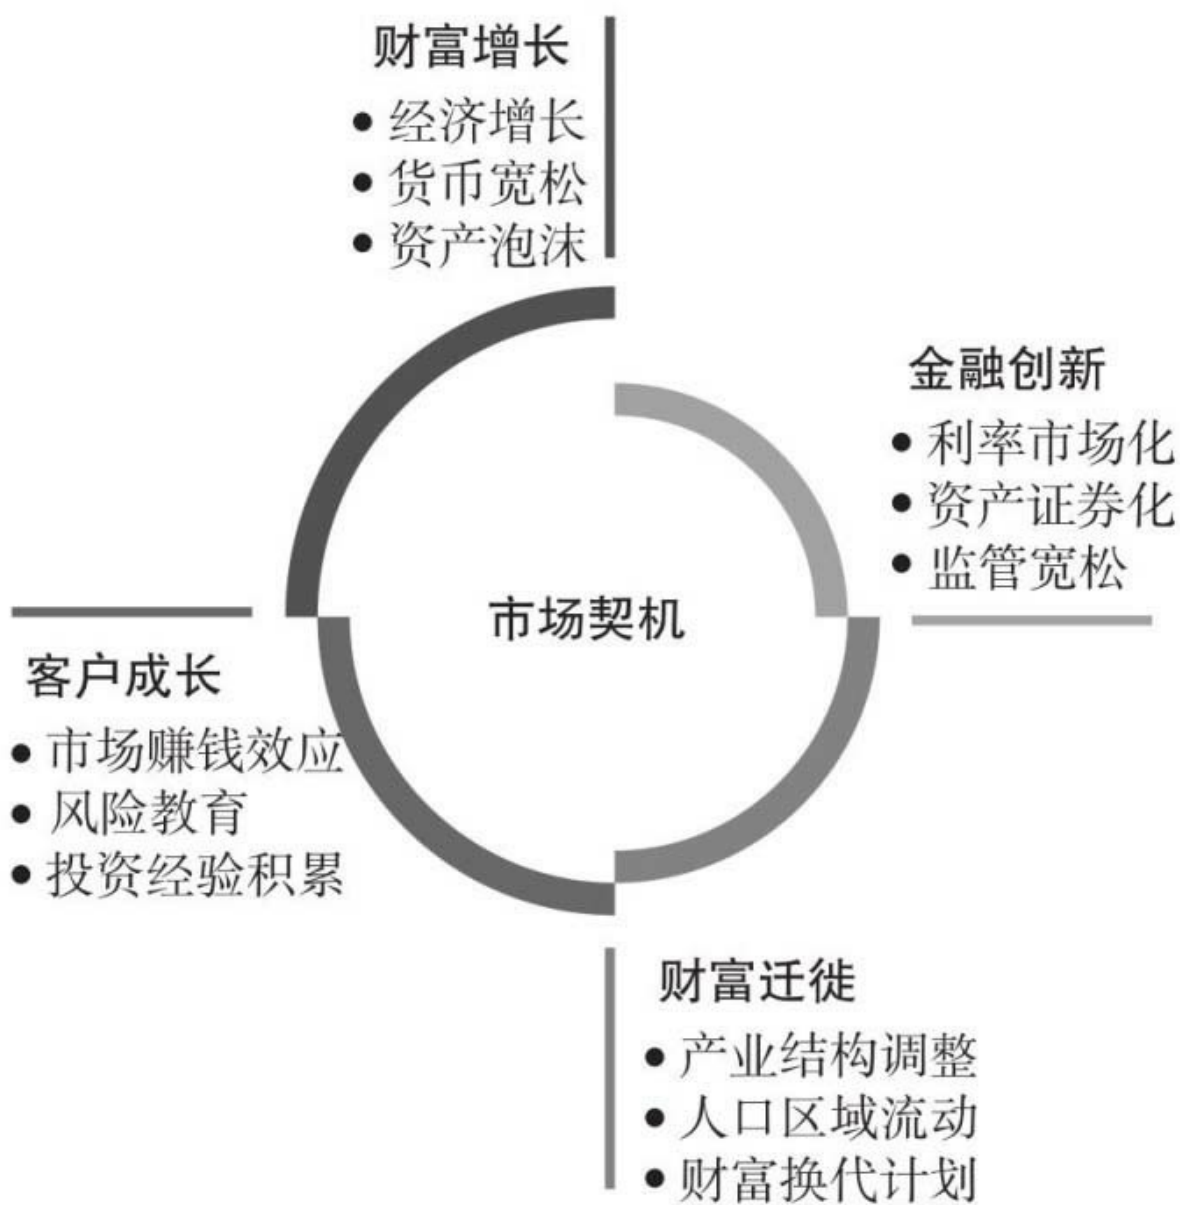 财富增长
• 经济增长
• 货币宽松
• 资产泡沫
金融创新
• 利率市场化
• 资产证券化
• 监管宽松
市场契机
客户成长
• 市场赚钱效应
• 风险教育
• 投资经验积累
财富迁徙
• 产业结构调整
• 人口区域流动
• 财富换代计划